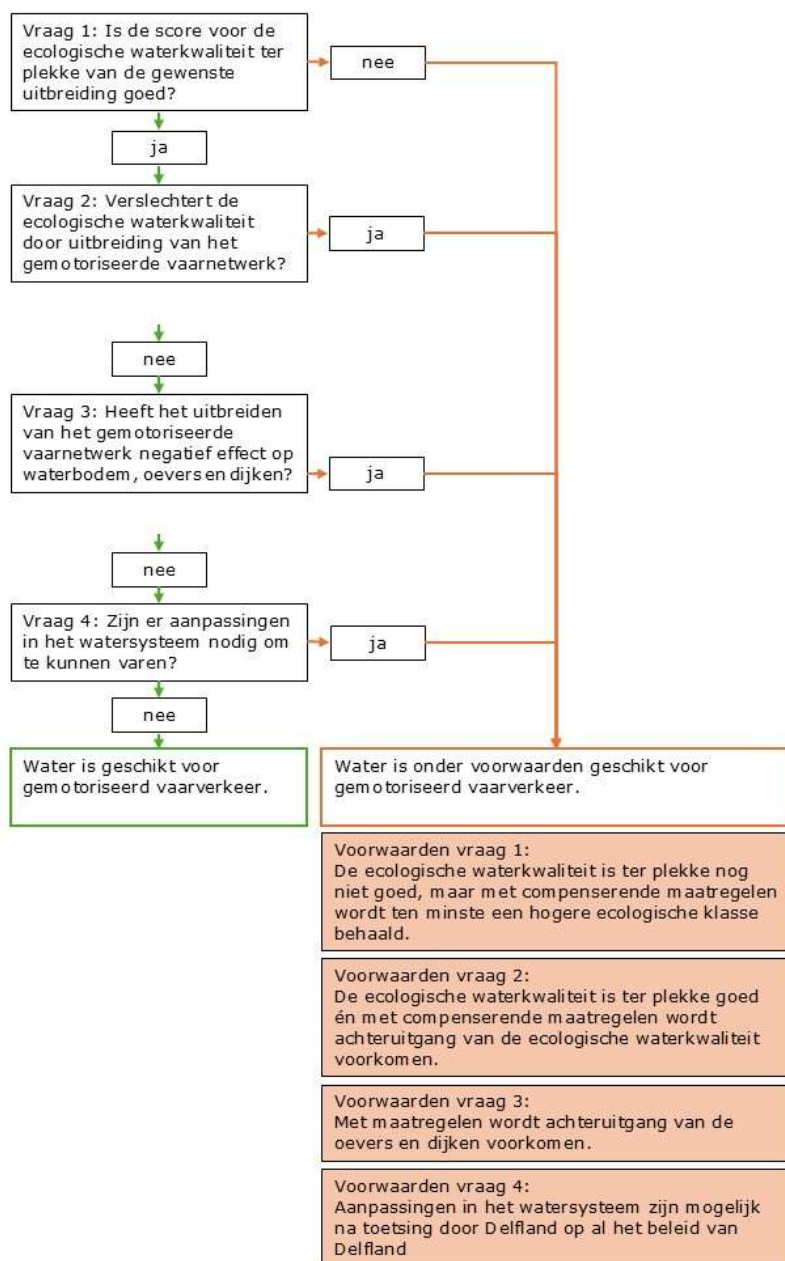 Vraag 1: Is de score voor de
ecologische waterkwaliteit ter
plekke van de gewenste
uitbreiding goed?
nee
ja
Vraag 2: Verslechtert de
ecologische waterkwaliteit
door uitbreiding van het
gemotoriseerde vaarnetwerk?
ja
nee
Vraag 3: Heeft het uitbreiden
van het gemotoriseerde
vaarnetwerk negatief effect op
waterbodem, oevers en dijken?
ja
nee
Vraag 4: Zijn er aanpassingen
in het watersysteem nodig om
te kunnen varen?
ja
nee
Water is geschikt voor
gemotoriseerd vaarverkeer.
Water is onder voorwaarden geschikt voor
gemotoriseerd vaarverkeer.
Voorwaarden vraag 1:
De ecologische waterkwaliteit is ter plekke nog
niet goed, maar met compenserende maatregelen
wordt ten minste een hogere ecologische klasse
behaald.
Voorwaarden vraag 2:
De ecologische waterkwaliteit is ter plekke goed
én met compenserende maatregelen wordt
achteruitgang van de ecologische waterkwaliteit
voorkomen.
Voorwaarden vraag 3:
Met maatregelen wordt achteruitgang van de
oevers en dijken voorkomen.
Voorwaarden vraag 4:
Aanpassingen in het watersysteem zijn mogelijk
na toetsing door Delfland op al het beleid van
Delfland